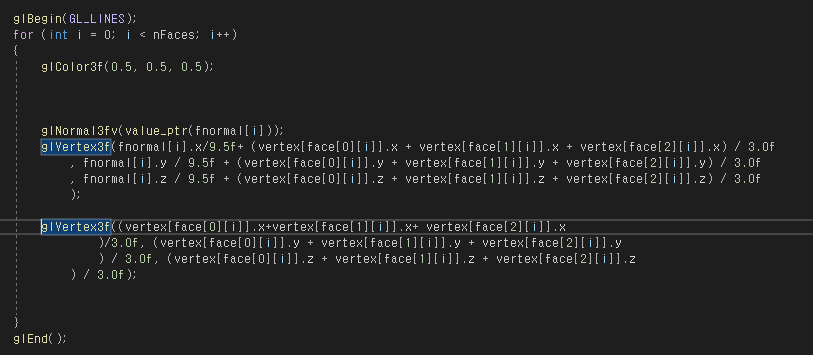 glBegin(GL_LINES);
for (int i = 0; i < nFaces; i++)
{
glColor3f(0.5, 0.5, 0.5);
glNormal3fv(value_ptr(fnormal[i]));
glVertex3f(fnormal[i].x/9.5f+ (vertex[face[0][i]].x + vertex[face[1][i]].x + vertex[face[2][i]].x) / 3.0f
, fnormal[i].y / 9.5f + (vertex[face[0][i]].y + vertex[face[1][i]].y + vertex[face[2][i]].y) / 3.0f
, fnormal[i].z / 9.5f + (vertex[face[0][i]].z + vertex[face[1][i]].z + vertex[face[2][i]].z) / 3.0f
);
glVertex3f((vertex[face[0][i]].x+vertex[face[1][i]].x+ vertex[face[2][i]].x
)/3.0f, (vertex[face[0][i]].y + vertex[face[1][i]].y + vertex[face[2][i]].y
) / 3.0f, (vertex[face[0][i]].z + vertex[face[1][i]].z + vertex[face[2][i]].z
) / 3.0f);
}
glEnd();